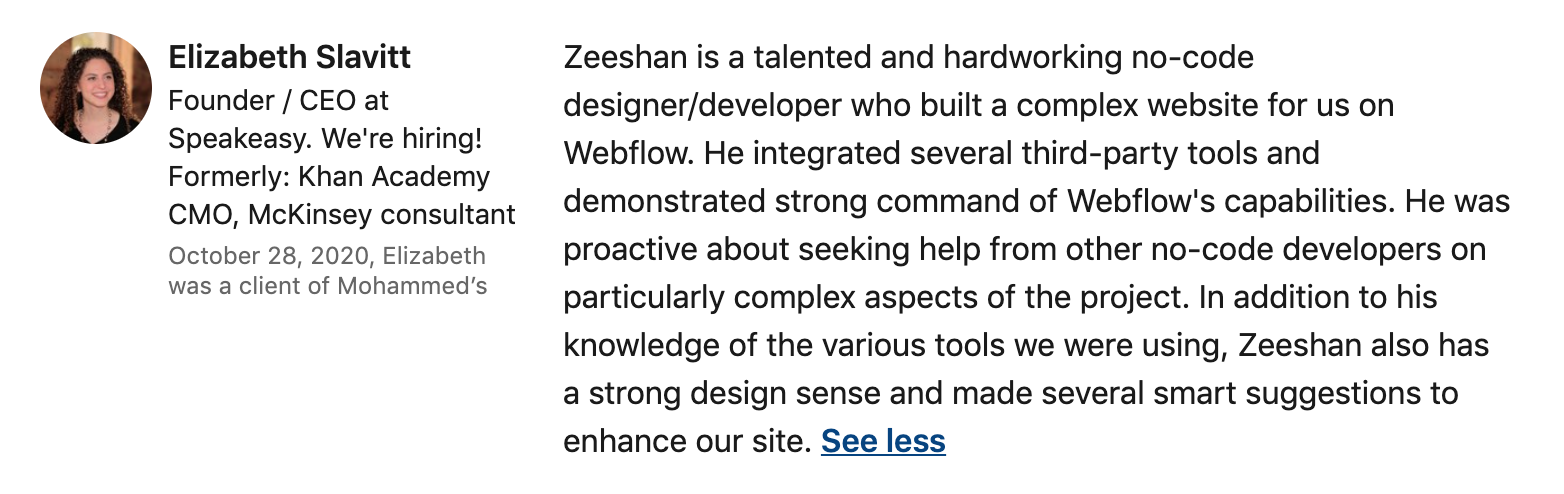 Elizabeth Slavitt
Founder / CEO at
Speakeasy. We're hiring!
Formerly: Khan Academy
CMO, McKinsey consultant
October 28, 2020, Elizabeth
was a client of Mohammed’s
Zeeshan is a talented and hardworking no-code
designer/developer who built a complex website for us on
Webflow. He integrated several third-party tools and
demonstrated strong command of Webflow's capabilities. He was
proactive about seeking help from other no-code developers on
particularly complex aspects of the project. In addition to his
knowledge of the various tools we were using, Zeeshan also has
a strong design sense and made several smart suggestions to
enhance our site. See less